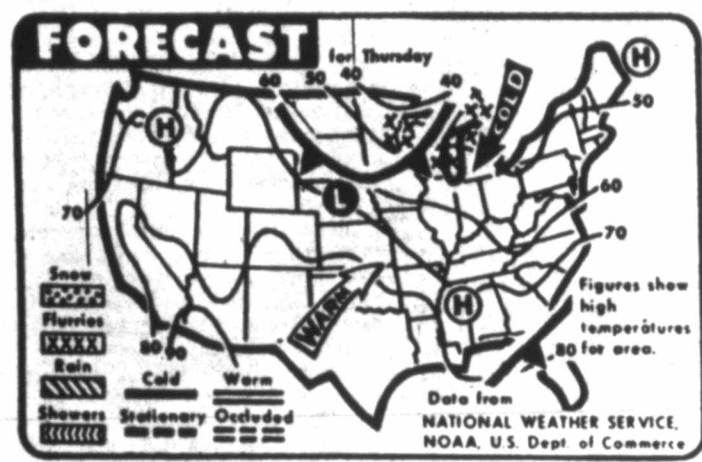 FORECAST
for Thursday
60 50 40 40
COLD
H
H
50
L
70
60
70
WARM
H
Snow
Flurries
Rain
Showers
80 90
Cold Warm
Stationary Occluded
80
Figures show
high
temperatures
for area.
Data from
NATIONAL WEATHER SERVICE,
NOAA, U.S. Dept. of Commerce